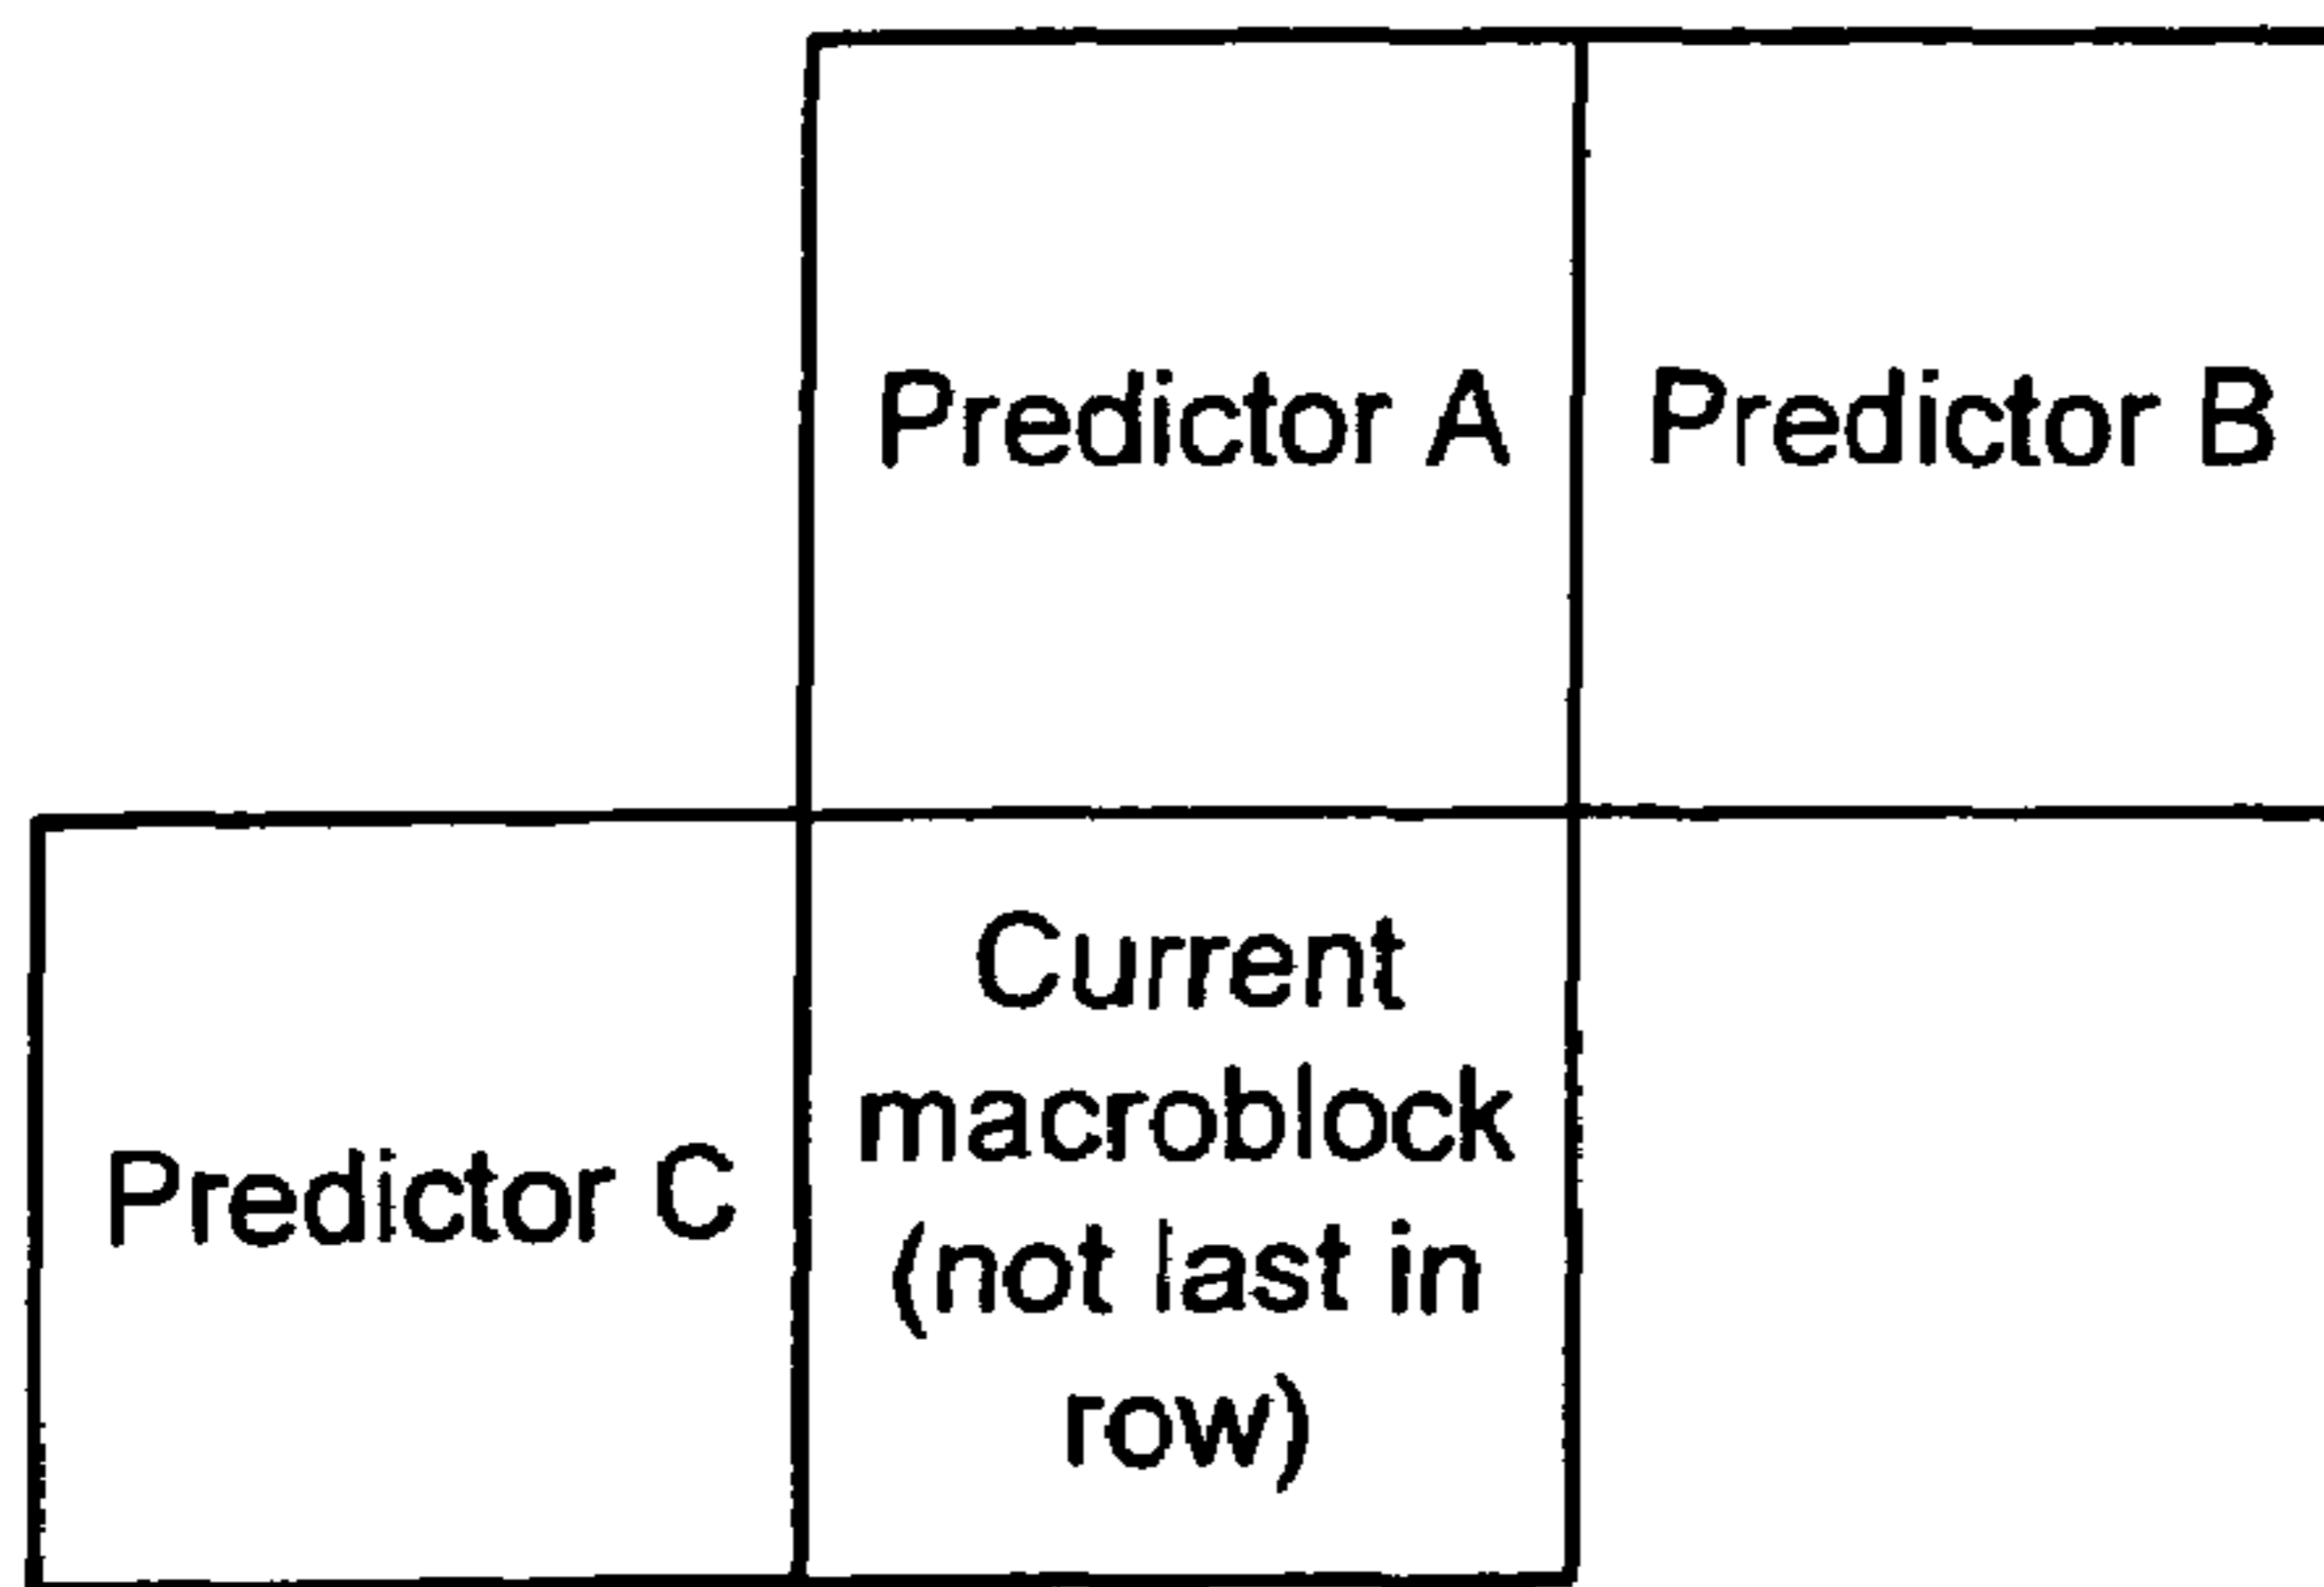 Predictor A
Predictor B
Predictor C
Current
macroblock
(not last in
row)